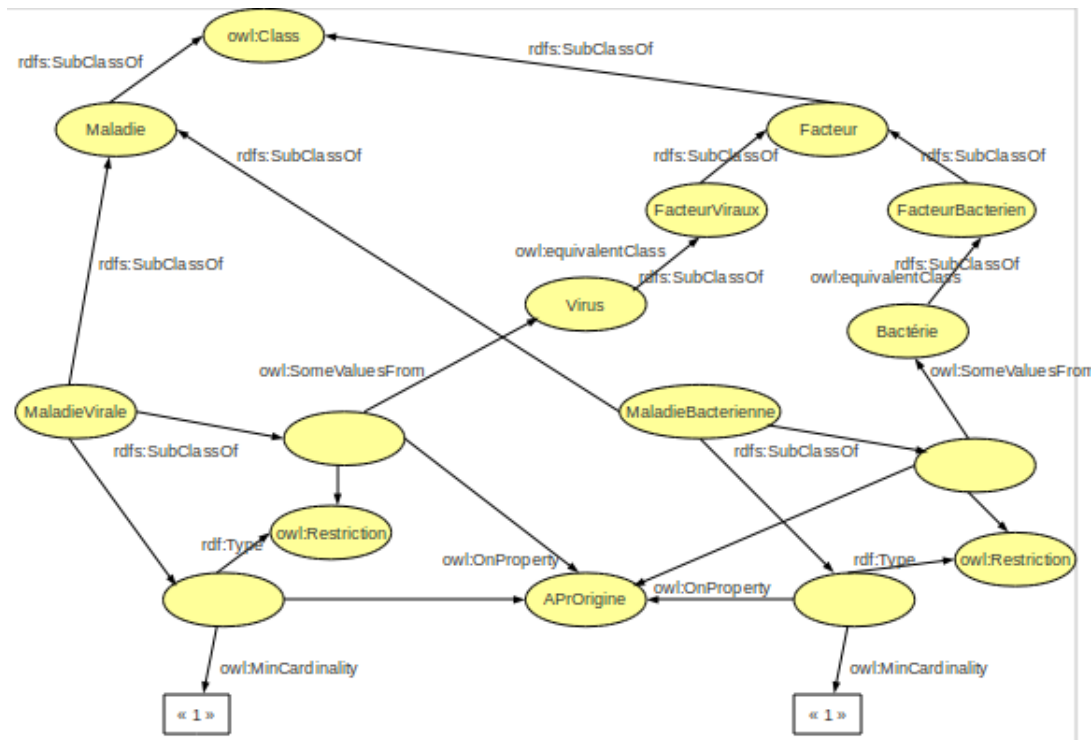 owl:Class
rdfs:SubClassOf
rdfs:SubClassOf
Maladie
Facteur
rdfs:SubClassOf
rdfs:SubClassOf
rdfs:SubClassOf
FacteurViraux
FacteurBacterien
owl:equivalentClass
rdfs:SubClassOf
rdfs:SubClassOf
rdfs:SubClassOf
owl:equivalentClass
Virus
Bactérie
owl:SomeValuesFrom
owl:SomeValuesFrom
MaladieVirale
MaladieBacterienne
rdfs:SubClassOf
rdfs:SubClassOf
owl:Restriction
rdf:Type
owl:OnProperty
rdf:Type
owl:Restriction
owl:OnProperty
APrOrigine
owl:MinCardinality
owl:MinCardinality
« 1 »
« 1 »